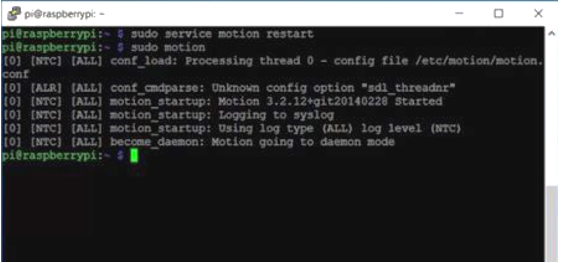 pi@raspberrypi: ~
pi@raspberrypi:~ $ sudo service motion restart
pi@raspberrypi:~ $ sudo motion
[0] [NTC] [ALL] conf_load: Processing thread 0 - config file /etc/motion/motion.
conf
[0] [ALR] [ALL] conf_cmdparse: Unknown config option "sdl_threadnr"
[0] [NTC] [ALL] motion_startup: Motion 3.2.12+git20140228 Started
[0] [NTC] [ALL] motion_startup: Logging to syslog
[0] [NTC] [ALL] motion_startup: Using log type (ALL) log level (NTC)
[0] [NTC] [ALL] become_daemon: Motion going to daemon mode
pi@raspberrypi:~ $